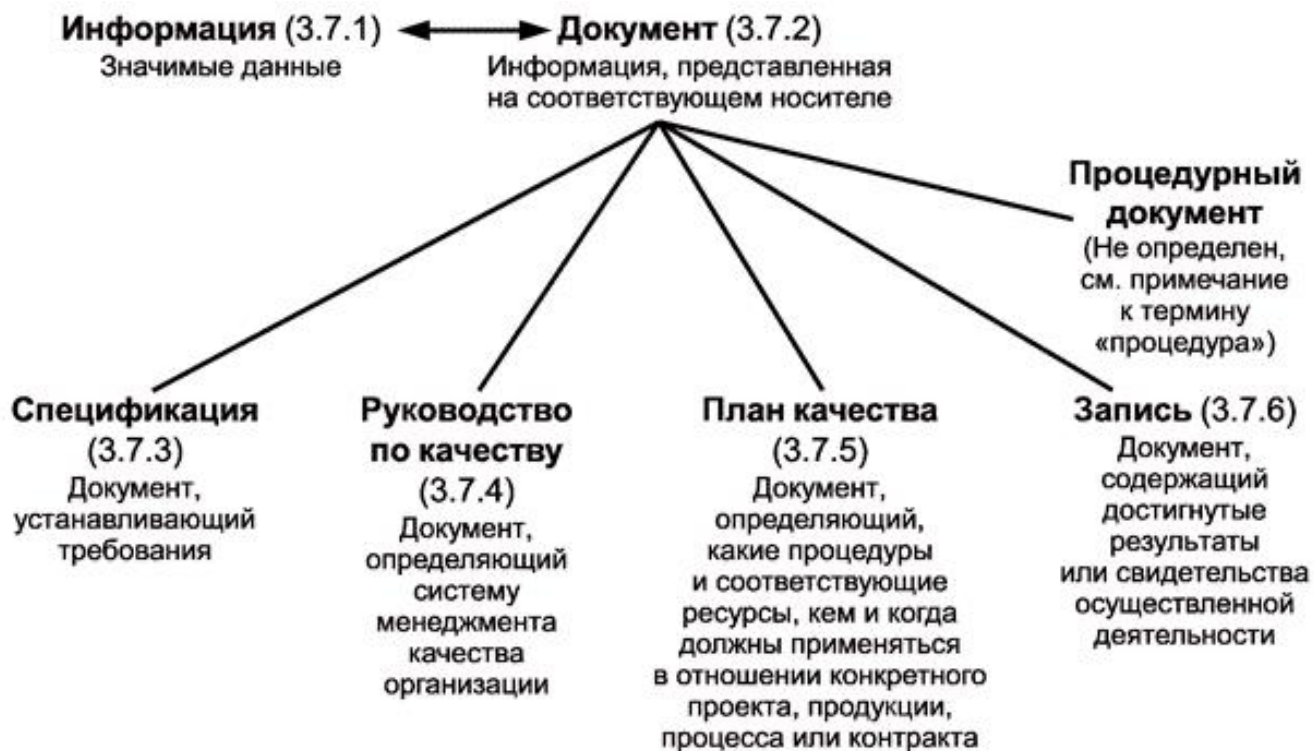 Информация (3.7.1)
Значимые данные
Документ (3.7.2)
Информация, представленная
на соответствующем носителе
Процедурный
документ
(Не определен,
см. примечание
к термину
«процедура»)
Спецификация
(3.7.3)
Документ,
устанавливающий
требования
Руководство
по качеству
(3.7.4)
Документ,
определяющий
систему
менеджмента
качества
организации
План качества
(3.7.5)
Документ,
определяющий,
какие процедуры
и соответствующие
ресурсы, кем и когда
должны применяться
в отношении конкретного
проекта, продукции,
процесса или контракта
Запись (3.7.6)
Документ,
содержащий
достигнутые
результаты
или свидетельства
осуществленной
деятельности